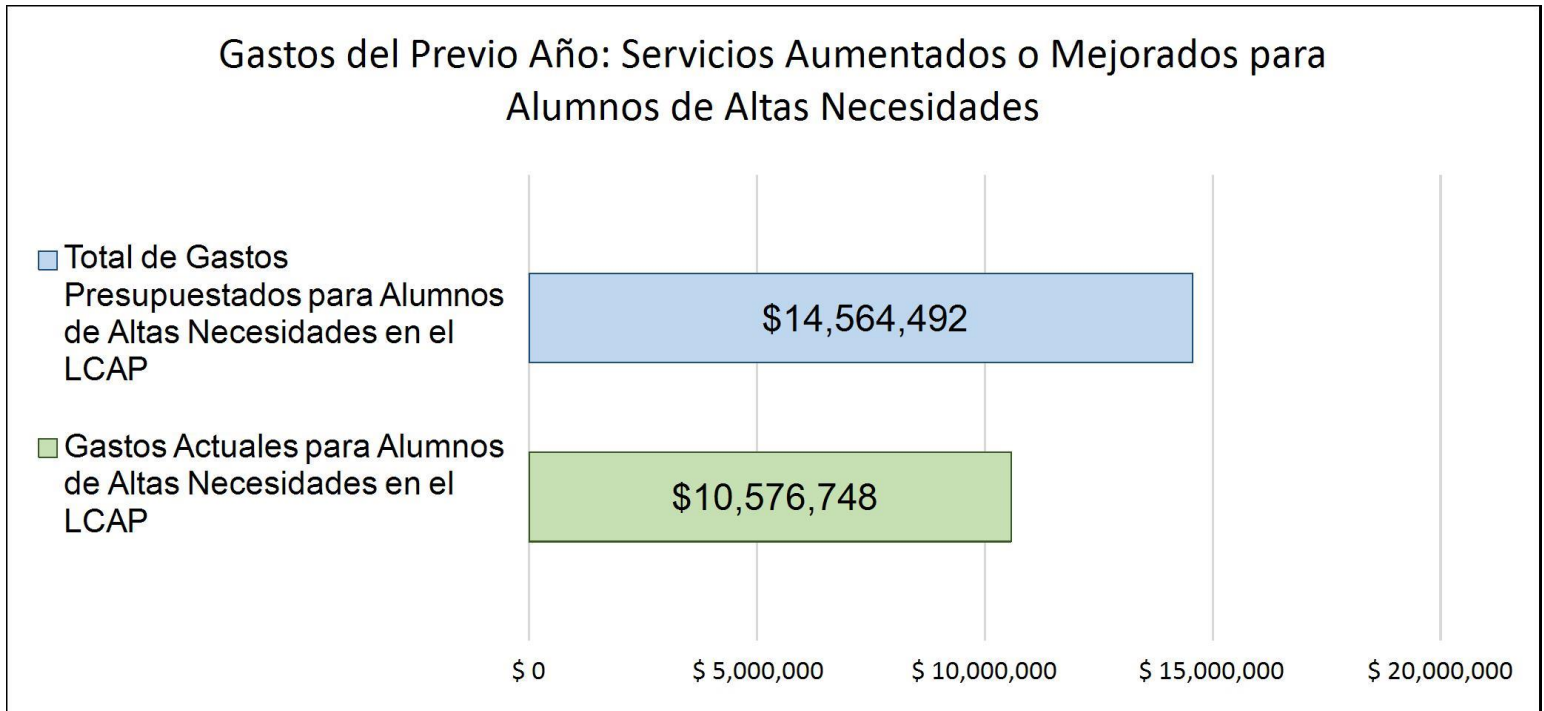 Gastos del Previo Año: Servicios Aumentados o Mejorados para
Alumnos de Altas Necesidades
Total de Gastos
Presupuestados para Alumnos
de Altas Necesidades en el
LCAP
$14,564,492
Gastos Actuales para Alumnos
de Altas Necesidades en el
LCAP
$10,576,748
$ 0
$ 5,000,000
$ 10,000,000
$ 15,000,000
$ 20,000,000